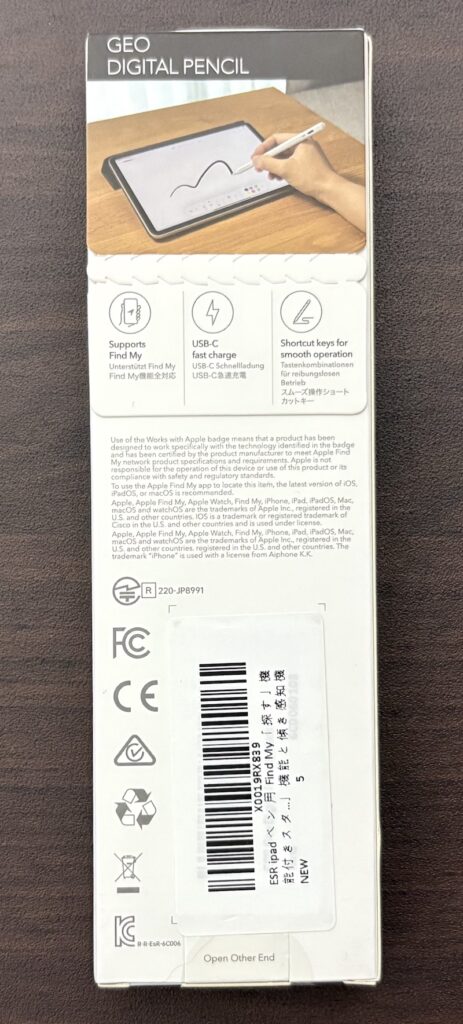 GEO
DIGITAL PENCIL
Supports
Find My
Unterstützt Find My
Find My機能全対応
USB-C
fast charge
USB-C Schnellladung
USB-C急速充電
Shortcut keys for
smooth operation
Tastenkombinationen
für reibungslosen
Betrieb
スムーズ操作ショート
カットキー
Use of the Works with Apple badge means that a product has been
designed to work specifically with the technology identified in the badge
and has been certified by the product manufacturer to meet Apple Find
My network product specifications and requirements. Apple is not
responsible for the operation of this device or use of this product or its
compliance with safety and regulatory standards.
To use the Apple Find My app to locate this item, the latest version of iOS,
iPadOS, or macOS is recommended.
Apple, Apple Find My, Apple Watch, Find My, iPhone, iPad, iPadOS, Mac,
macOS and watchOS are the trademarks of Apple Inc., registered in the
U.S. and other countries. IOS is a trademark or registered trademark of
Cisco in the U.S. and other countries and is used under license.
Apple, Apple Find My, Apple Watch, Find My, iPhone, iPad, iPadOS, Mac,
macOS and watchOS are the trademarks of Apple Inc., registered in the
U.S. and other countries. registered in the U.S. and other countries. The
trademark "iPhone" is used with a license from Aiphone K.K.
R 220-JP8991
FC
CE
X0019RX839
ESR ipad ペン 用 Find My「探す」機
能付きスタ...」機能と傾き感知機
NEW 5
R-R-EsR-6C006
Open Other End